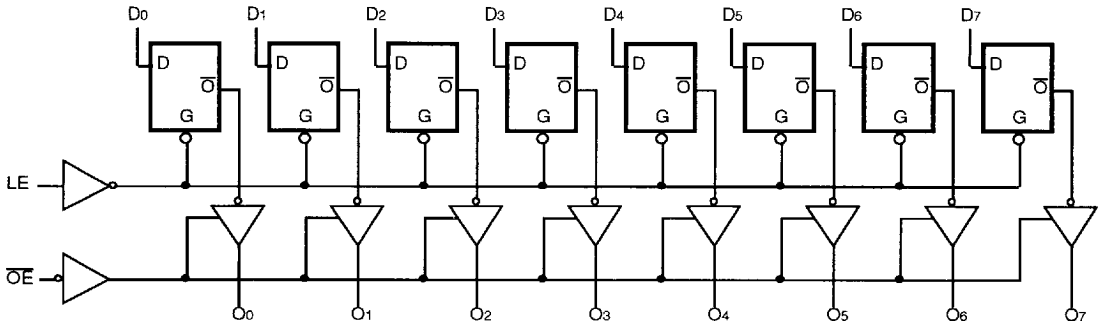 D0 D1 D2 D3 D4 D5 D6 D7
D D D D D D D D
O̅ O̅ O̅ O̅ O̅ O̅ O̅ O̅
G G G G G G G G
LE
O̅E̅
O0 O1 O2 O3 O4 O5 O6 O7